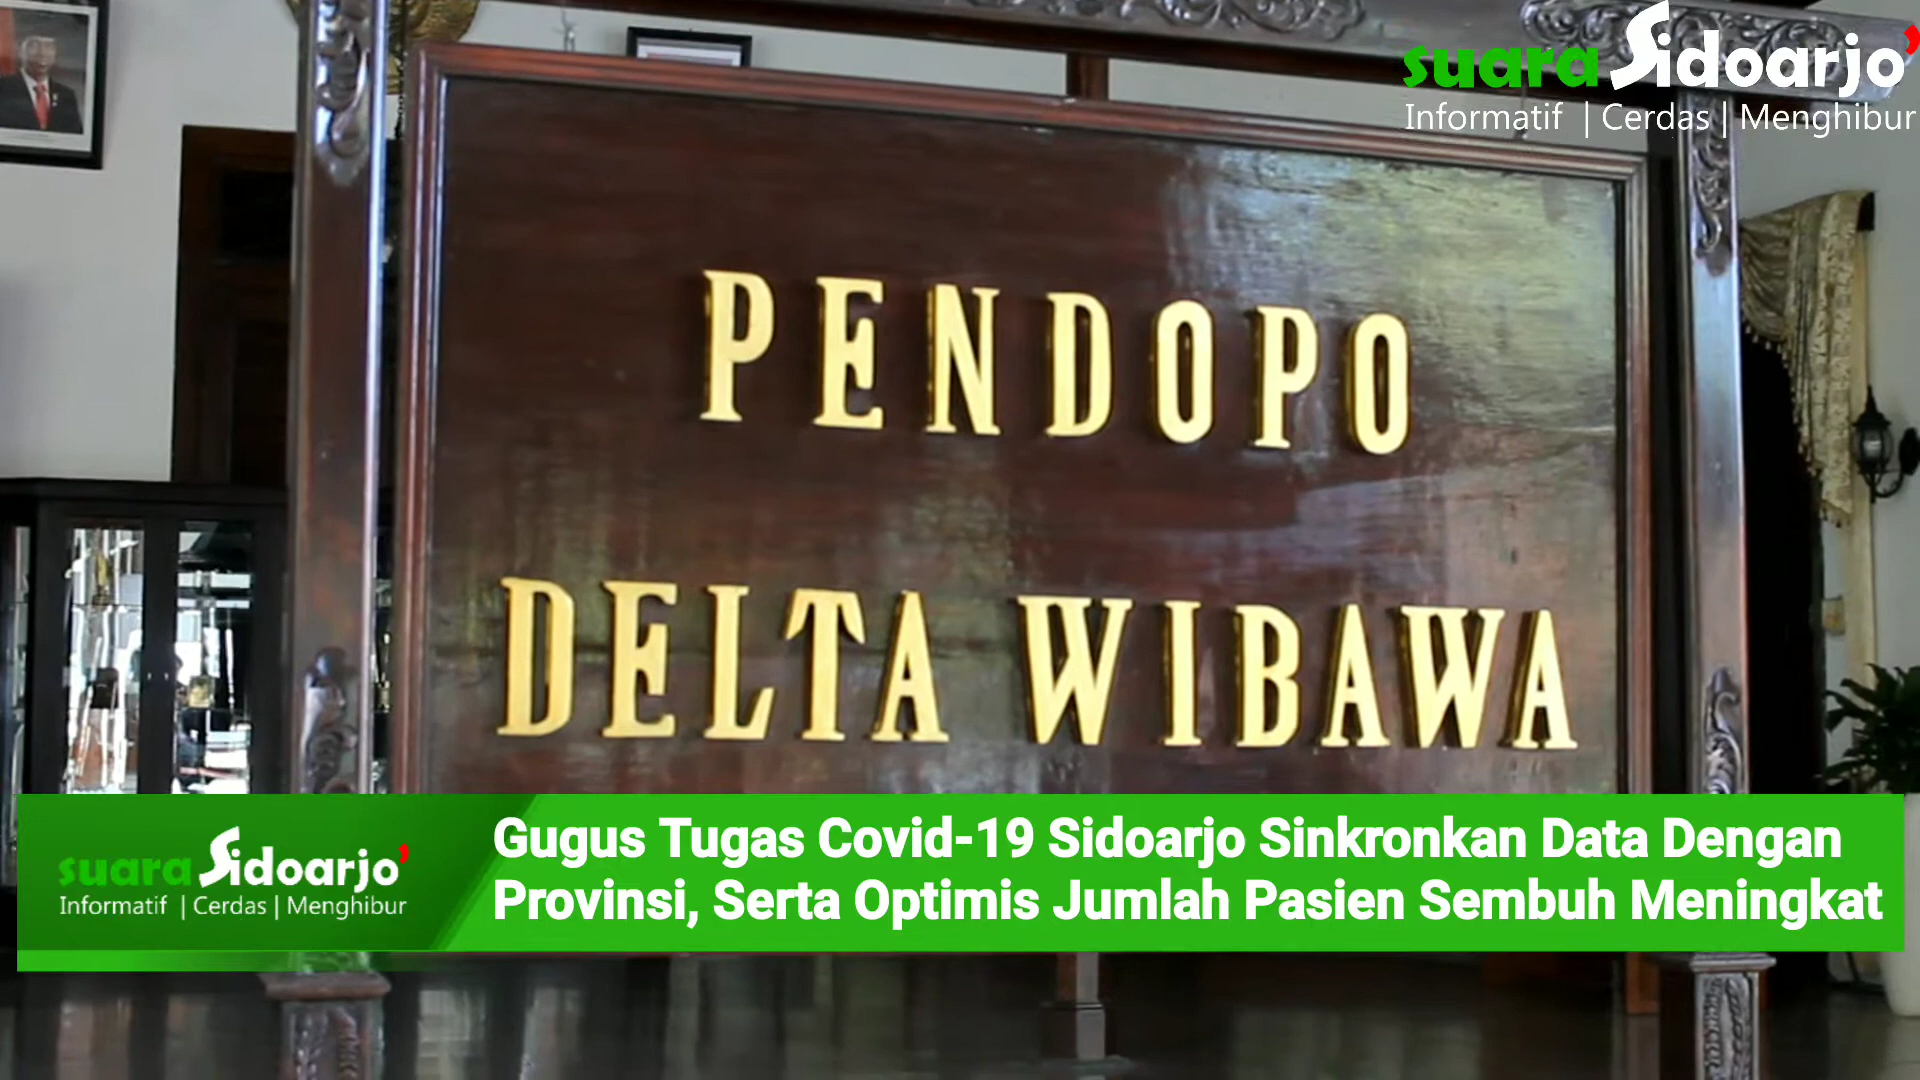 suara Sidoarjo'
Informatif | Cerdas | Menghibur
PENDOPO
DELTA WIBAWA
suara Sidoarjo'
Informatif | Cerdas | Menghibur
Gugus Tugas Covid-19 Sidoarjo Sinkronkan Data Dengan
Provinsi, Serta Optimis Jumlah Pasien Sembuh Meningkat